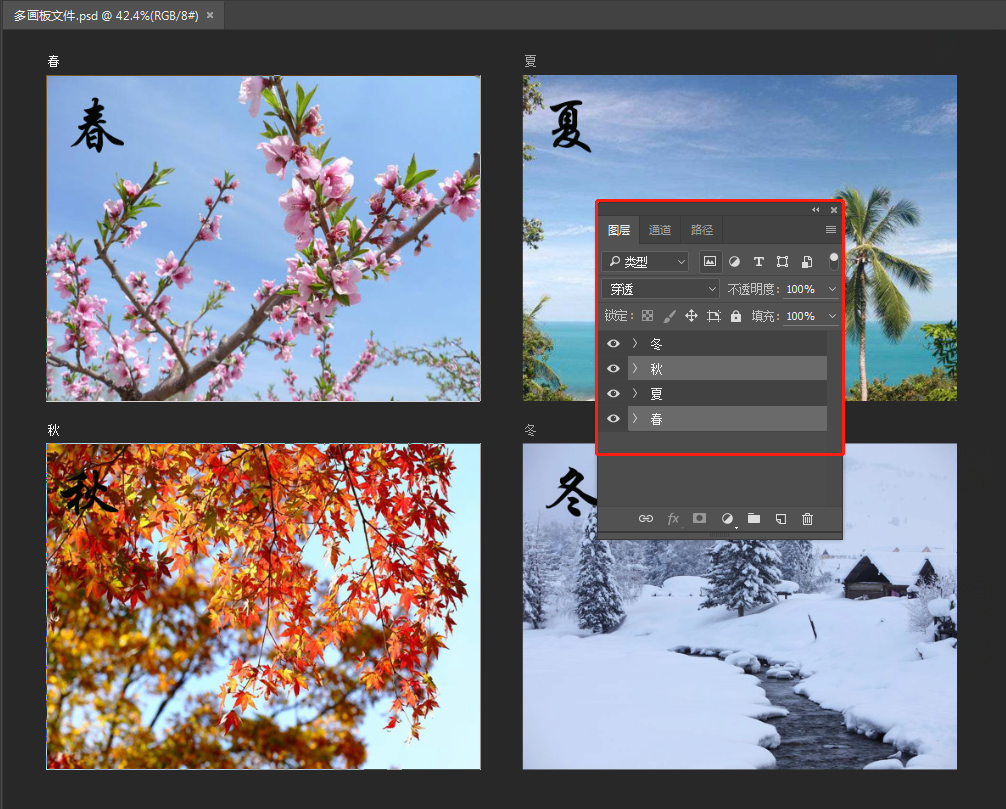 多画板文件.psd @ 42.4%(RGB/8#) ×
春
夏
春
夏
图层 通道 路径
类型
穿透 不透明度: 100%
锁定: 填充: 100%
冬
秋
夏
春
秋
冬
秋
冬
fx